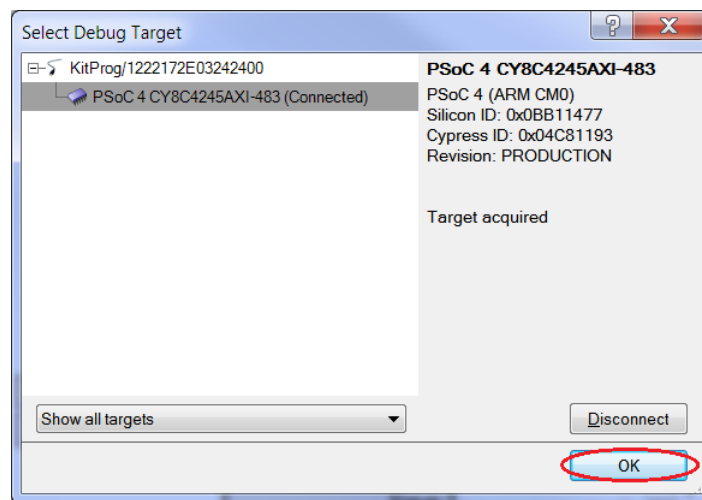 Select Debug Target
KitProg/1222172E03242400
PSoC 4 CY8C4245AXI-483 (Connected)
PSoC 4 CY8C4245AXI-483
PSoC 4 (ARM CM0)
Silicon ID: 0x0BB11477
Cypress ID: 0x04C81193
Revision: PRODUCTION
Target acquired
Show all targets
Disconnect
OK